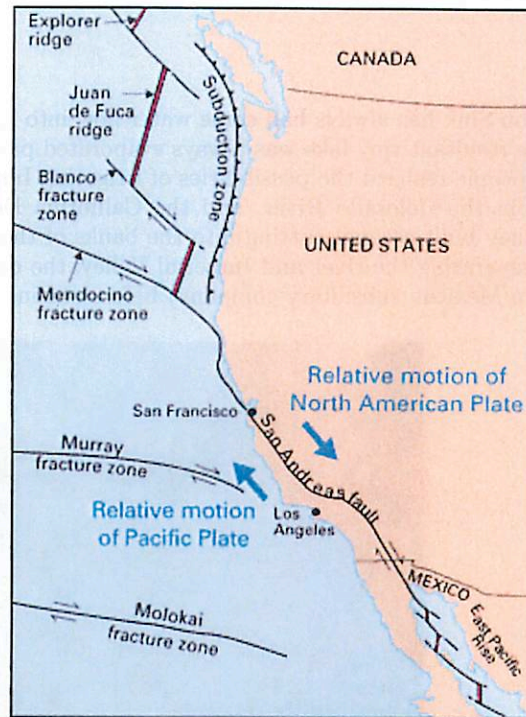 Explorer
ridge
CANADA
Juan
de Fuca
ridge
Subduction zone
Blanco
fracture
zone
UNITED STATES
Mendocino
fracture zone
Relative motion of
North American Plate
San Francisco
San Andreas fault
Murray
fracture zone
Relative motion
of Pacific Plate
Los
Angeles
MEXICO
East Pacific
Rise
Molokai
fracture zone